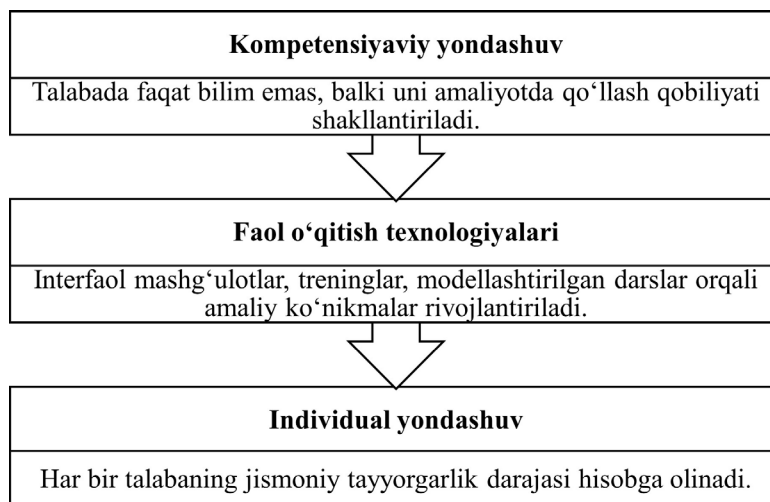 Kompetensiyaviy yondashuv
Talabada faqat bilim emas, balki uni amaliyotda qo‘llash qobiliyati
shakllantiriladi.
Faol o‘qitish texnologiyalari
Interfaol mashg‘ulotlar, treninglar, modellashtirilgan darslar orqali
amaliy ko‘nikmalar rivojlantiriladi.
Individual yondashuv
Har bir talabaning jismoniy tayyorgarlik darajasi hisobga olinadi.